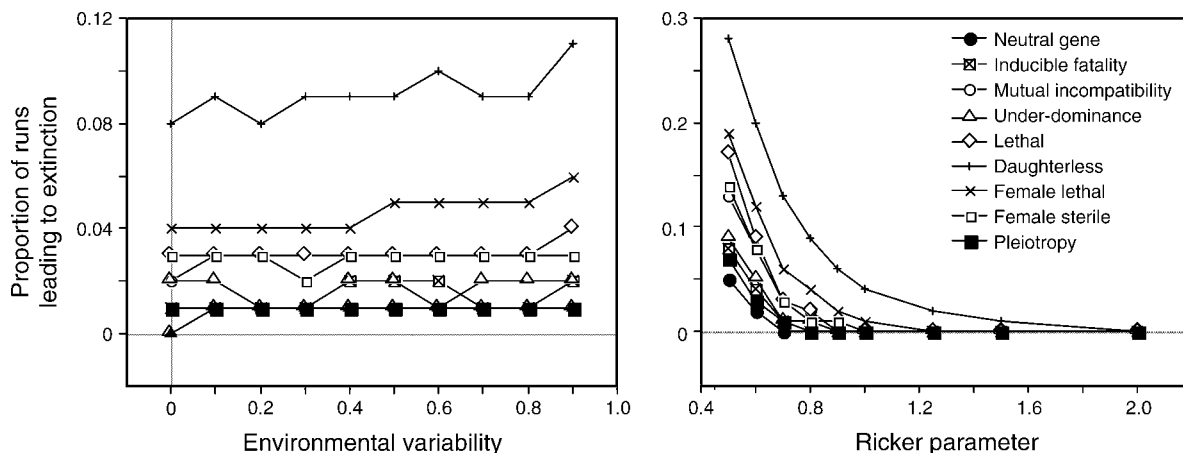 Proportion of runs
leading to extinction
0.12
0.08
0.04
0
0
0.2
0.4
0.6
0.8
1.0
Environmental variability
0.3
0.2
0.1
0
0.4
0.8
1.2
1.6
2.0
Ricker parameter
Neutral gene
Inducible fatality
Mutual incompatibility
Under-dominance
Lethal
Daughterless
Female lethal
Female sterile
Pleiotropy